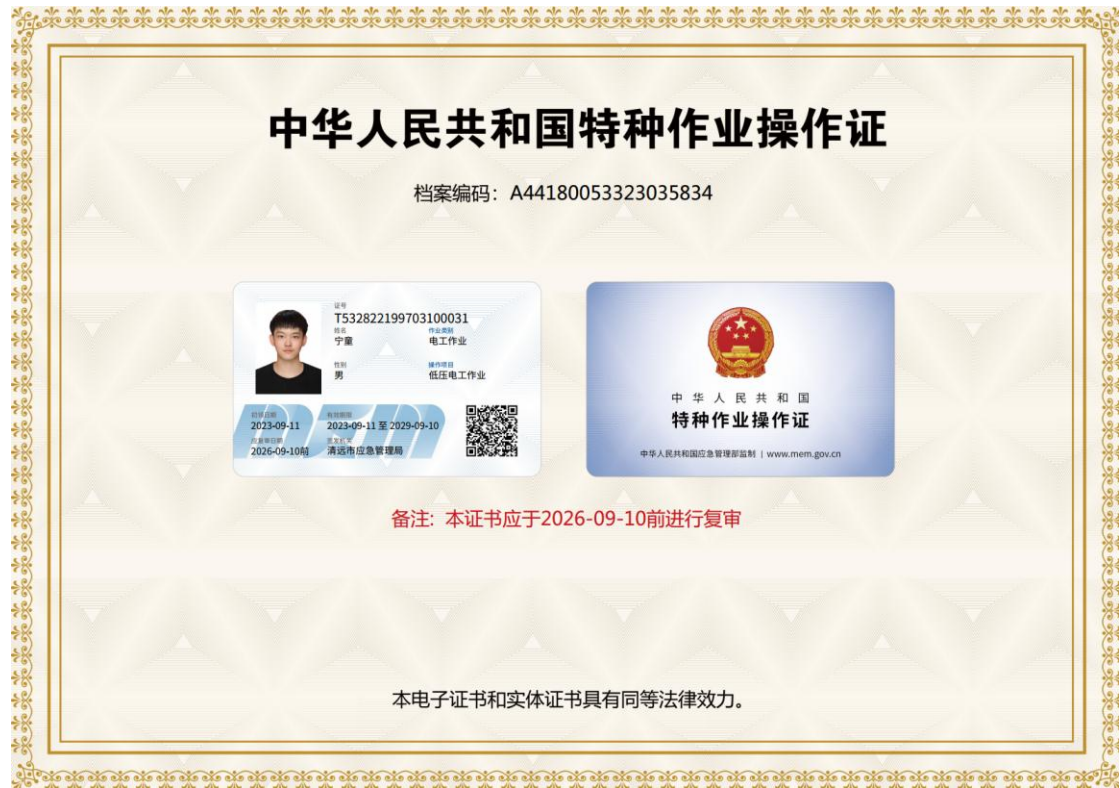 中华人民共和国特种作业操作证
档案编码：A44180053323035834
证号
T532822199703100031
姓名 作业类别
宁童 电工作业
性别 操作项目
男 低压电工作业
初领日期 有效期限
2023-09-11 2023-09-11 至 2029-09-10
应复审日期 签发机关
2026-09-10前 清远市应急管理局
中华人民共和国
特种作业操作证
中华人民共和国应急管理部监制 | www.mem.gov.cn
备注: 本证书应于2026-09-10前进行复审
本电子证书和实体证书具有同等法律效力。